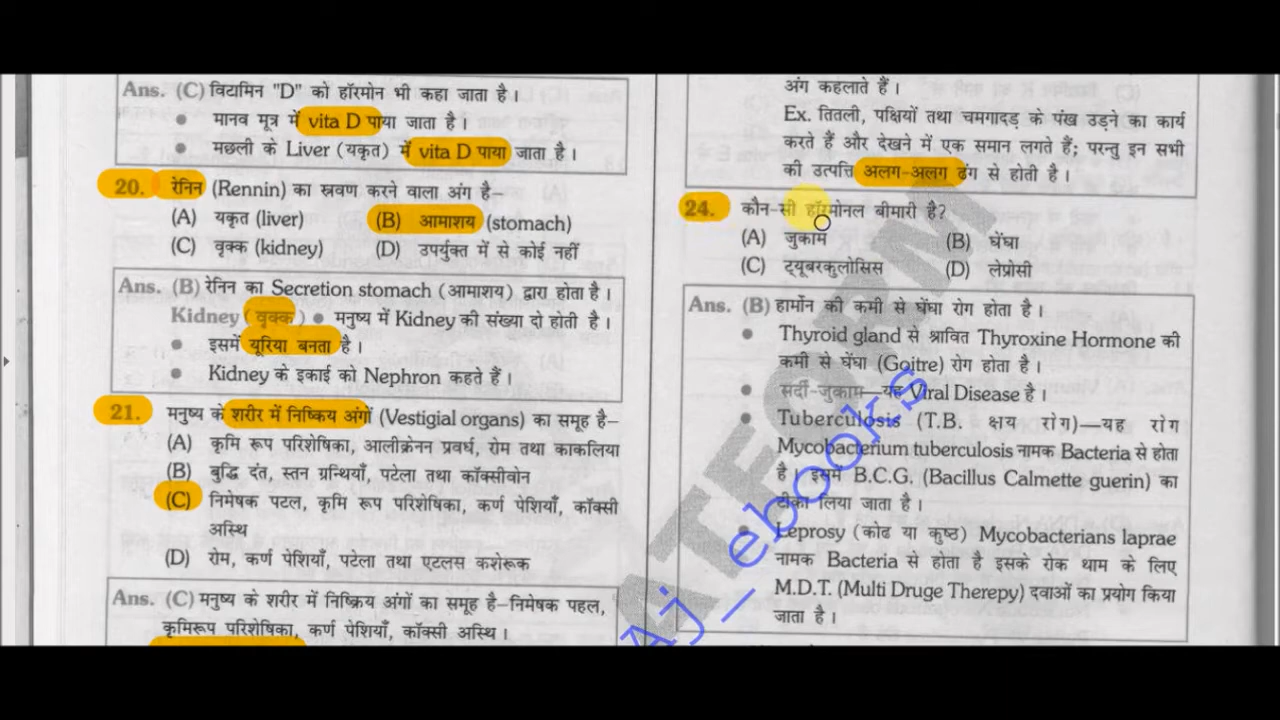 Ans. (C) विटामिन "D" को हॉरमोन भी कहा जाता है।
● मानव मूत्र में vita D पाया जाता है।
● मछली के Liver (यकृत) में vita D पाया जाता है।
20. रेनिन (Rennin) का स्रवण करने वाला अंग है–
(A) यकृत (liver) (B) आमाशय (stomach)
(C) वृक्क (kidney) (D) उपर्युक्त में से कोई नहीं
Ans. (B) रेनिन का Secretion stomach (आमाशय) द्वारा होता है।
Kidney (वृक्क) ● मनुष्य में Kidney की संख्या दो होती है।
● इसमें यूरिया बनता है।
● Kidney के इकाई को Nephron कहते हैं।
21. मनुष्य के शरीर में निष्किय अंगों (Vestigial organs) का समूह है–
(A) कृमि रूप परिशेषिका, आलीक्रेनन प्रवर्ध, रोम तथा काकलिया
(B) बुद्धि दंत, स्तन ग्रन्थियाँ, पटेला तथा कॉक्सीवोन
(C) निमेषक पटल, कृमि रूप परिशेषिका, कर्ण पेशियाँ, कॉक्सी
अस्थि
(D) रोम, कर्ण पेशियाँ, पटेला तथा एटलस कशेरूक
Ans. (C) मनुष्य के शरीर में निष्क्रिय अंगों का समूह है–निमेषक पहल,
कृमिरूप परिशेषिका, कर्ण पेशियाँ, कॉक्सी अस्थि।
अंग कहलाते हैं।
Ex. तितली, पक्षियों तथा चमगादड़ के पंख उड़ने का कार्य
करते हैं और देखने में एक समान लगते हैं; परन्तु इन सभी
की उत्पत्ति अलग-अलग ढंग से होती है।
24. कौन-सी हॉरमोनल बीमारी है?
(A) जुकाम (B) घेंघा
(C) ट्यूबरकुलोसिस (D) लेप्रोसी
Ans. (B) हार्मोन की कमी से घेंघा रोग होता है।
● Thyroid gland से श्रावित Thyroxine Hormone की
कमी से घेंघा (Goitre) रोग होता है।
● सर्दी-जुकाम–यह Viral Disease है।
● Tuberculosis (T.B. क्षय रोग)—यह रोग
Mycobacterium tuberculosis नामक Bacteria से होता
है। इसमें B.C.G. (Bacillus Calmette guerin) का
टीका लिया जाता है।
● Leprosy (कोढ या कुष्ठ) Mycobacterians laprae
नामक Bacteria से होता है इसके रोक थाम के लिए
M.D.T. (Multi Druge Therepy) दवाओं का प्रयोग किया
जाता है।
Aj_ebooks